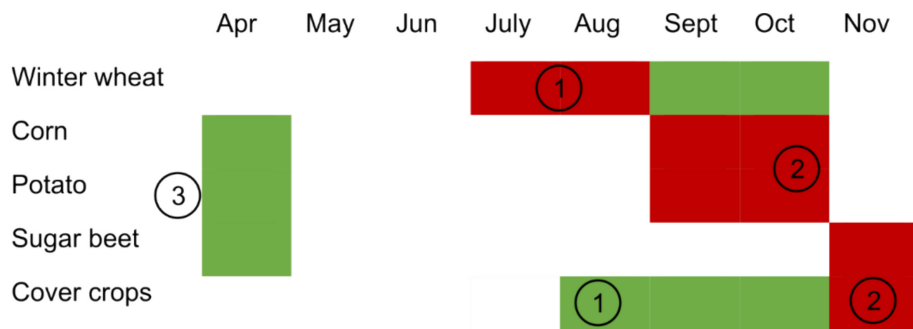 Apr May Jun July Aug Sept Oct Nov
Winter wheat 1
Corn
2
Potato
3
Sugar beet
Cover crops 1 2